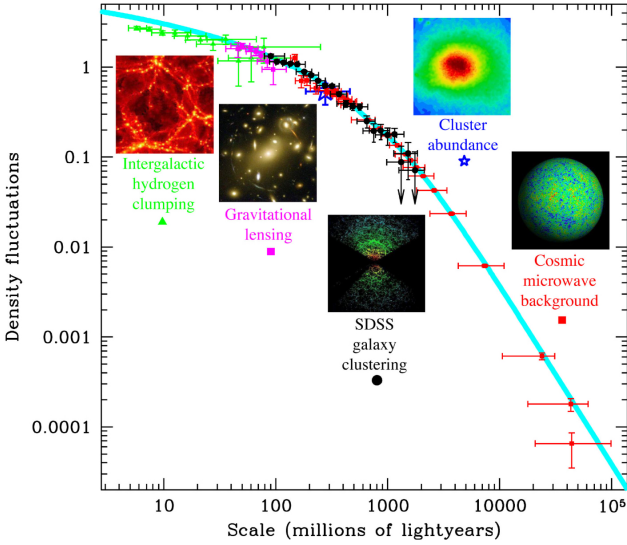 Density fluctuations
1
0.1
0.01
0.001
0.0001
Intergalactic
hydrogen
clumping
Gravitational
lensing
SDSS
galaxy
clustering
Cluster
abundance
Cosmic
microwave
background
10
100
1000
10000
10⁵
Scale (millions of lightyears)